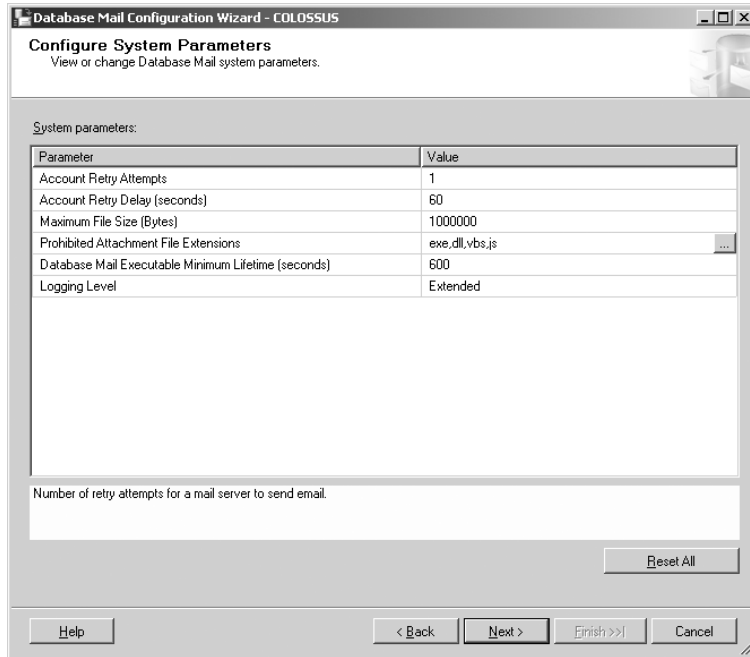 Database Mail Configuration Wizard - COLOSSUS
Configure System Parameters
View or change Database Mail system parameters.
System parameters:
Parameter Value
Account Retry Attempts 1
Account Retry Delay (seconds) 60
Maximum File Size (Bytes) 1000000
Prohibited Attachment File Extensions exe,dll,vbs,js ...
Database Mail Executable Minimum Lifetime (seconds) 600
Logging Level Extended
Number of retry attempts for a mail server to send email.
Reset All
Help < Back Next > Finish >>| Cancel